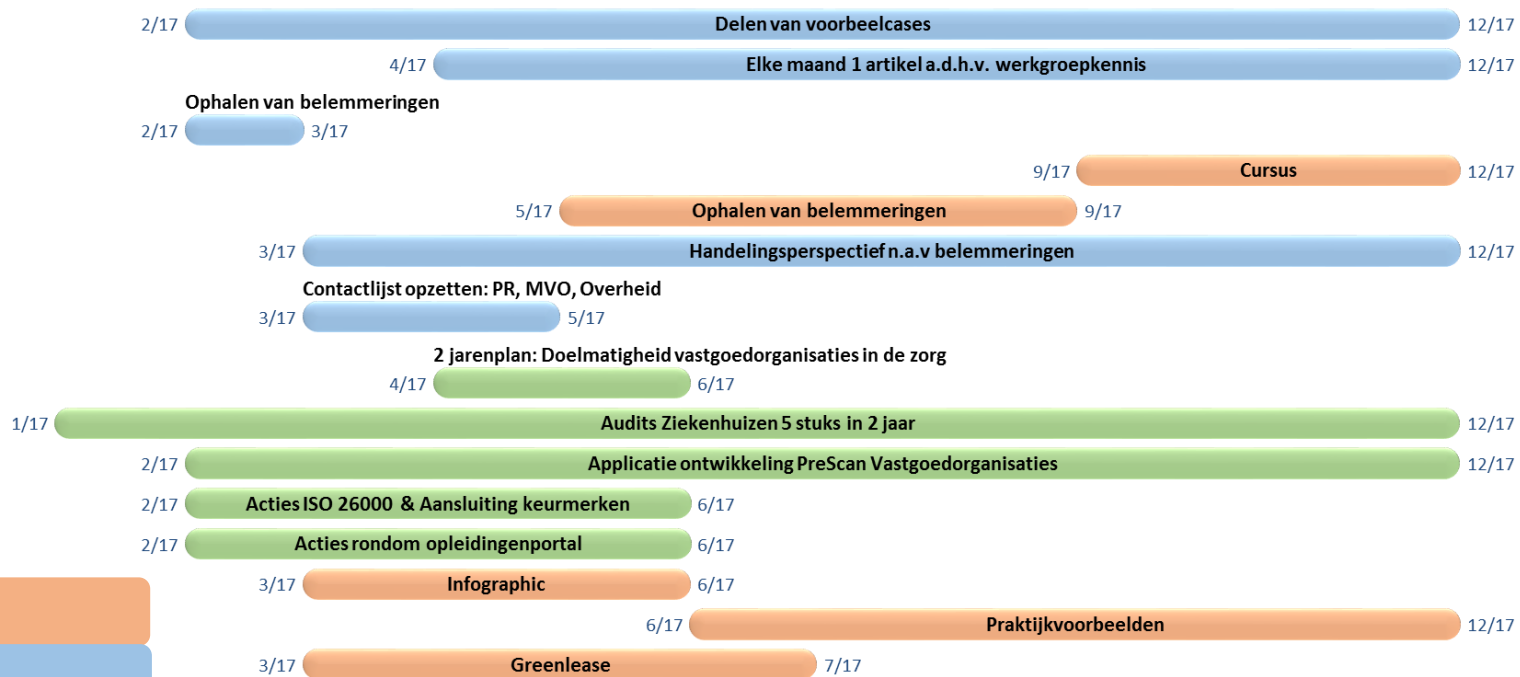 2/17 Delen van voorbeelcases 12/17
4/17 Elke maand 1 artikel a.d.h.v. werkgroepkennis 12/17
Ophalen van belemmeringen
2/17 3/17
9/17 Cursus 12/17
5/17 Ophalen van belemmeringen 9/17
3/17 Handelingsperspectief n.a.v belemmeringen 12/17
Contactlijst opzetten: PR, MVO, Overheid
3/17 5/17
2 jarenplan: Doelmatigheid vastgoedorganisaties in de zorg
4/17 6/17
1/17 Audits Ziekenhuizen 5 stuks in 2 jaar 12/17
2/17 Applicatie ontwikkeling PreScan Vastgoedorganisaties 12/17
2/17 Acties ISO 26000 & Aansluiting keurmerken 6/17
2/17 Acties rondom opleidingenportal 6/17
3/17 Infographic 6/17
6/17 Praktijkvoorbeelden 12/17
3/17 Greenlease 7/17